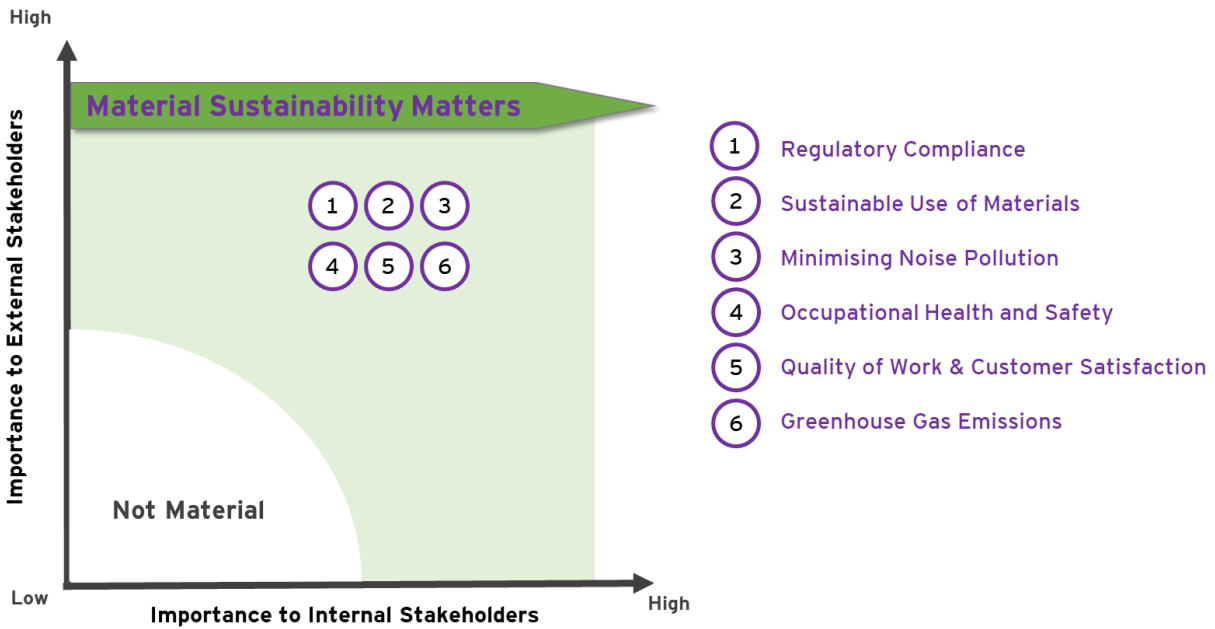 High
Importance to External Stakeholders
Material Sustainability Matters
1 2 3
4 5 6
Not Material
Low
Importance to Internal Stakeholders
High
1 Regulatory Compliance
2 Sustainable Use of Materials
3 Minimising Noise Pollution
4 Occupational Health and Safety
5 Quality of Work & Customer Satisfaction
6 Greenhouse Gas Emissions